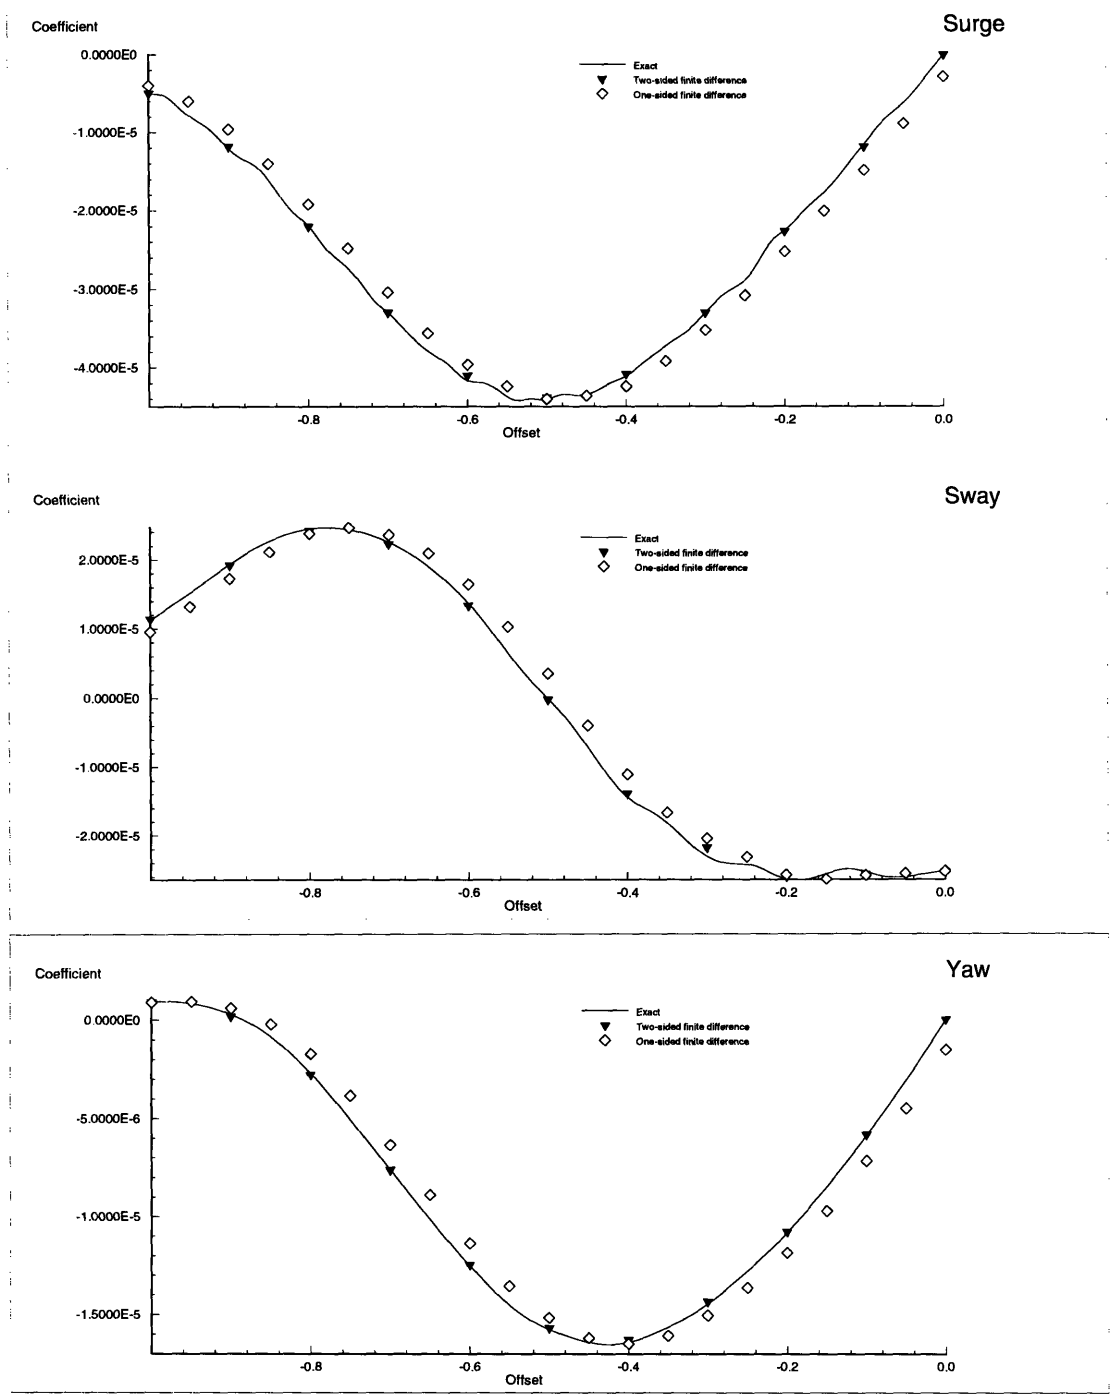 Surge
Coefficient
0.0000E0
Exact
Two-sided finite difference
One-sided finite difference
-1.0000E-5
-2.0000E-5
-3.0000E-5
-4.0000E-5
-0.8 -0.6 -0.4 -0.2 0.0
Offset
Sway
Coefficient
Exact
Two-sided finite difference
2.0000E-5
One-sided finite difference
1.0000E-5
0.0000E0
-1.0000E-5
-2.0000E-5
-0.8 -0.6 -0.4 -0.2 0.0
Offset
Yaw
Coefficient
Exact
0.0000E0
Two-sided finite difference
One-sided finite difference
-5.0000E-6
-1.0000E-5
-1.5000E-5
-0.8 -0.6 -0.4 -0.2 0.0
Offset